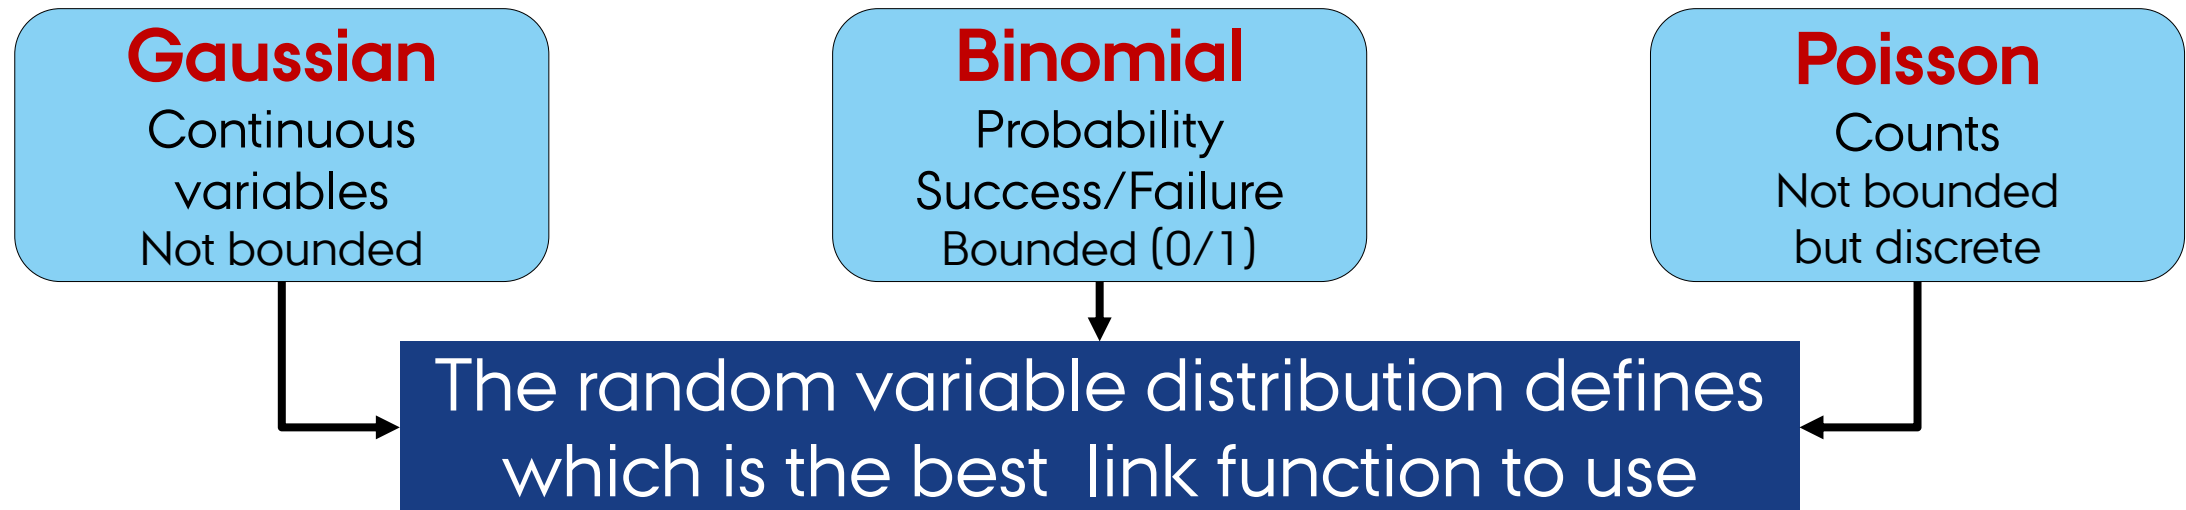 Gaussian
Continuous
variables
Not bounded
Binomial
Probability
Success/Failure
Bounded (0/1)
Poisson
Counts
Not bounded
but discrete
The random variable distribution defines
which is the best  link function to use